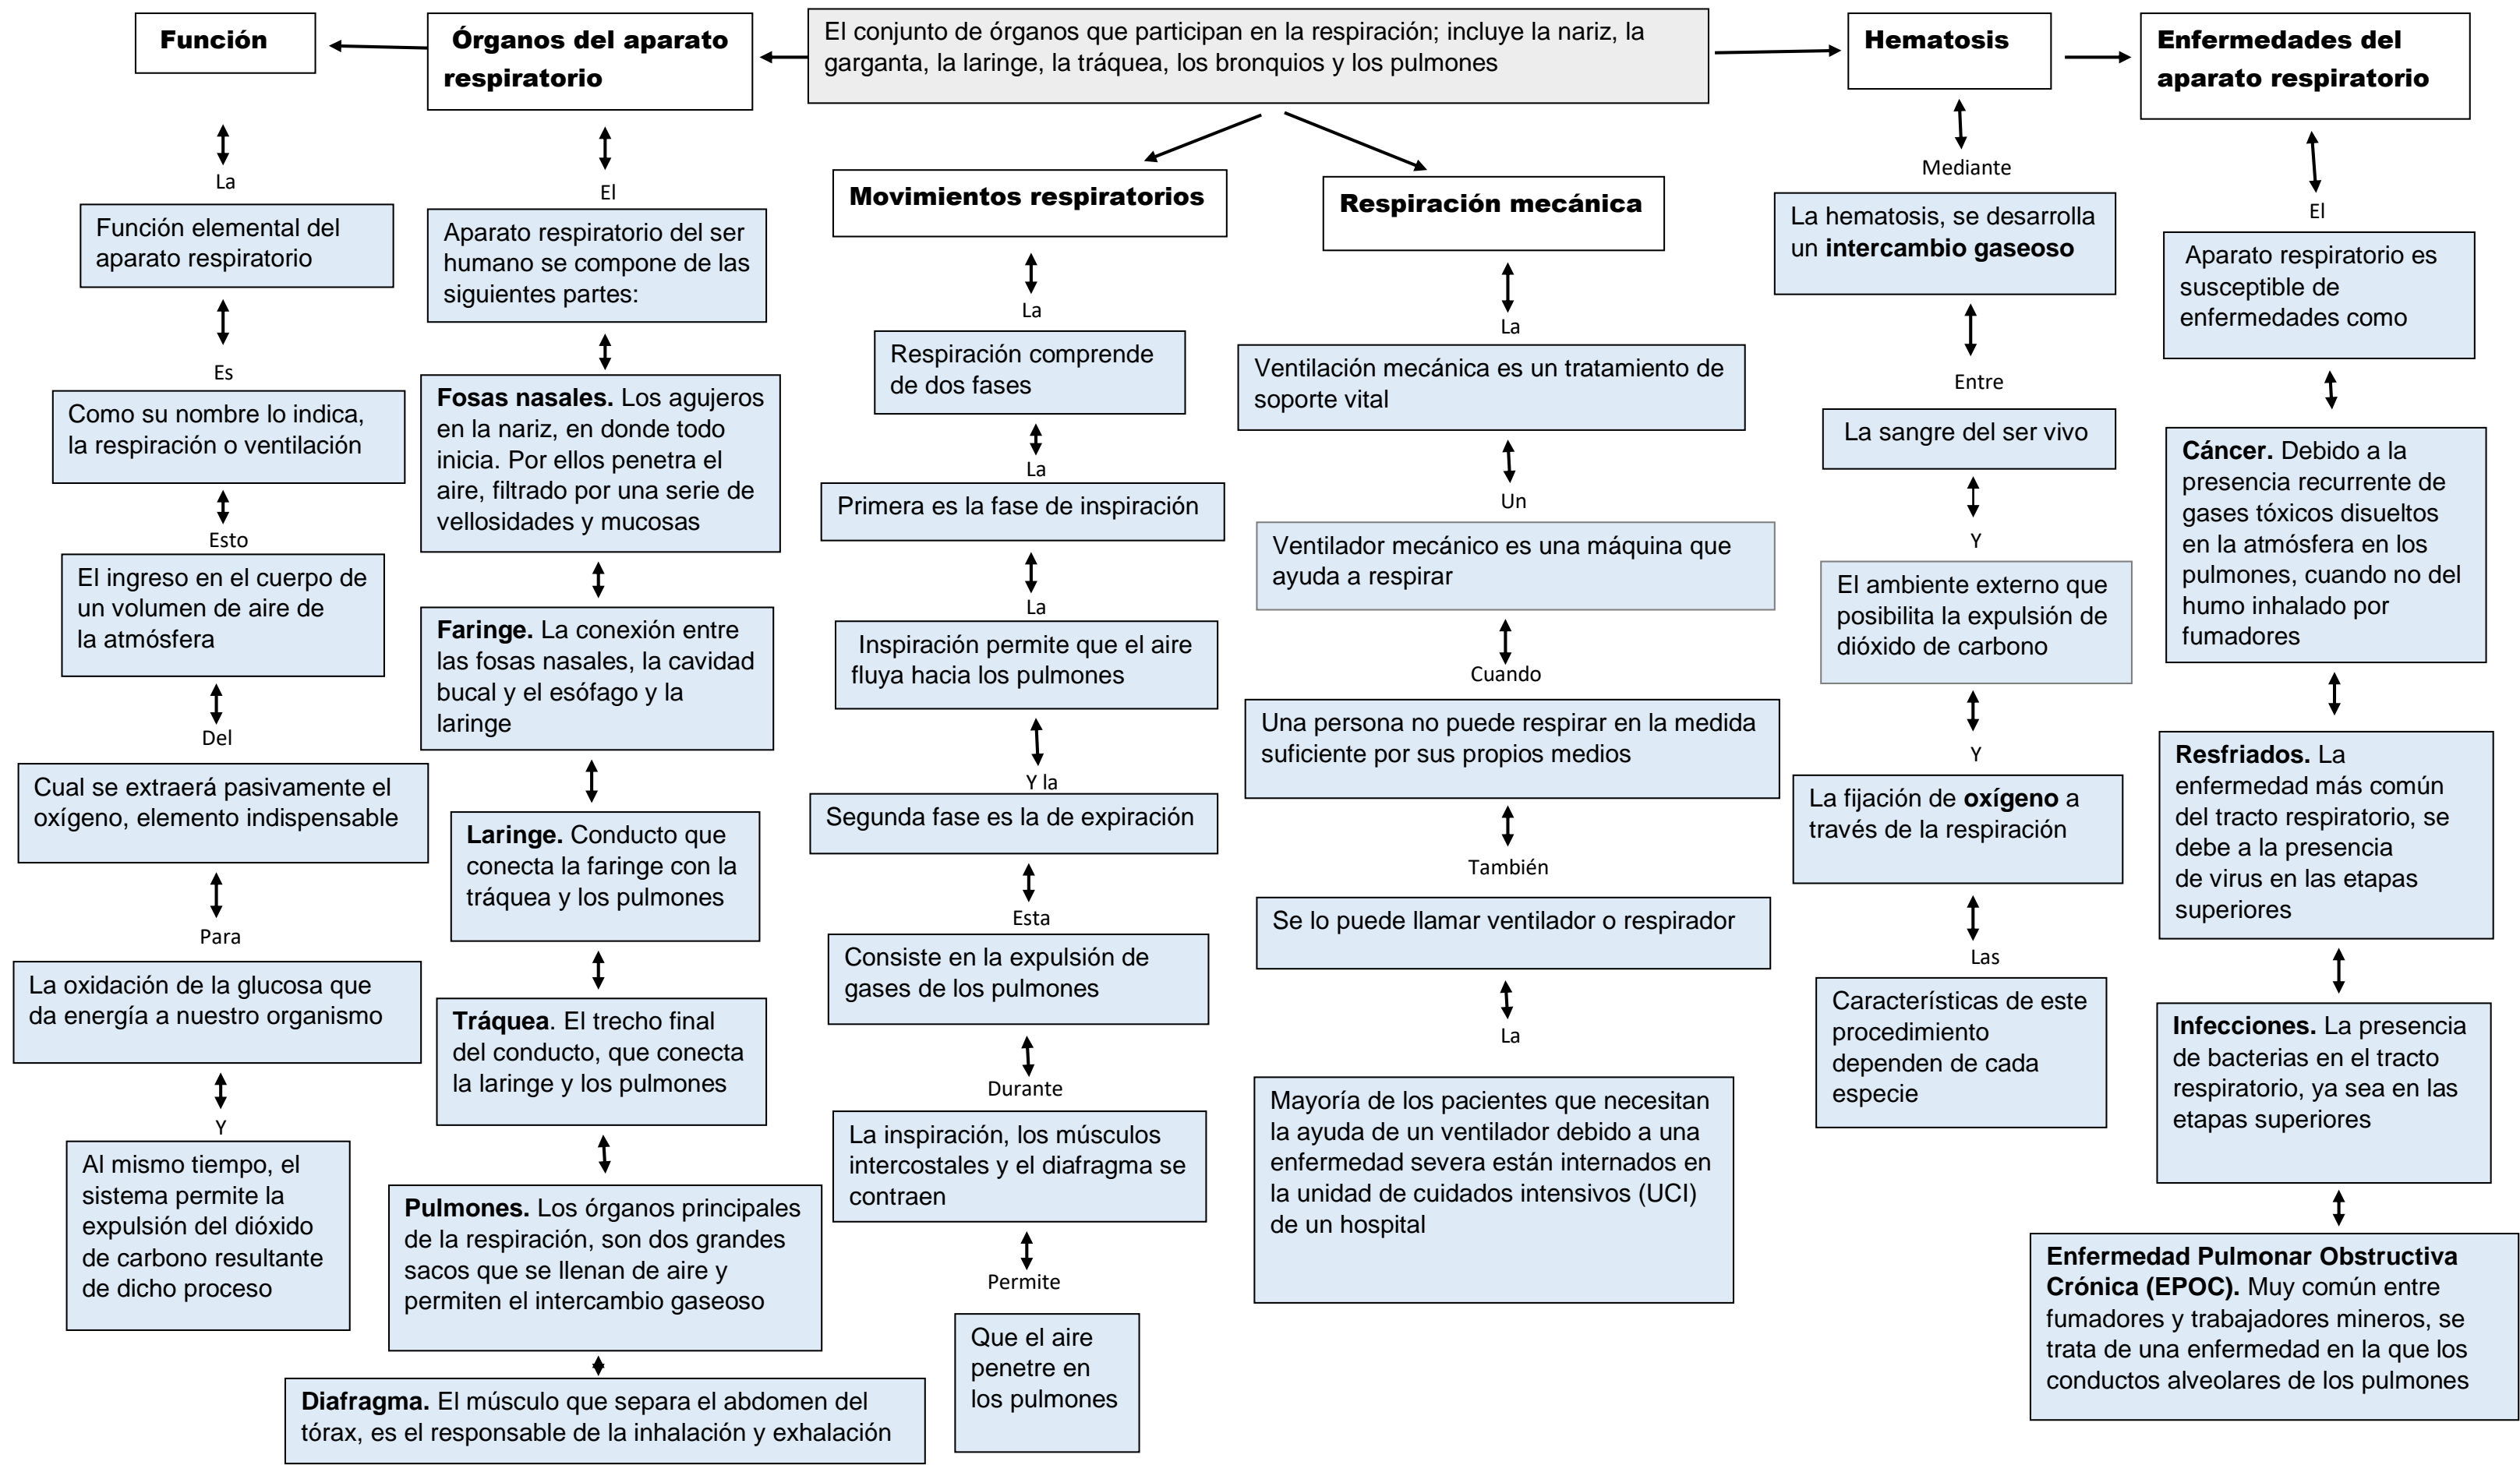 El conjunto de órganos que participan en la respiración; incluye la nariz, la
garganta, la laringe, la tráquea, los bronquios y los pulmones
Función
La
Función elemental del
aparato respiratorio
Es
Como su nombre lo indica,
la respiración o ventilación
Esto
El ingreso en el cuerpo de
un volumen de aire de
la atmósfera
Del
Cual se extraerá pasivamente el
oxígeno, elemento indispensable
Para
La oxidación de la glucosa que
da energía a nuestro organismo
Y
Al mismo tiempo, el
sistema permite la
expulsión del dióxido
de carbono resultante
de dicho proceso
Órganos del aparato
respiratorio
El
Aparato respiratorio del ser
humano se compone de las
siguientes partes:
Fosas nasales. Los agujeros
en la nariz, en donde todo
inicia. Por ellos penetra el
aire, filtrado por una serie de
vellosidades y mucosas
Faringe. La conexión entre
las fosas nasales, la cavidad
bucal y el esófago y la
laringe
Laringe. Conducto que
conecta la faringe con la
tráquea y los pulmones
Tráquea. El trecho final
del conducto, que conecta
la laringe y los pulmones
Pulmones. Los órganos principales
de la respiración, son dos grandes
sacos que se llenan de aire y
permiten el intercambio gaseoso
Diafragma. El músculo que separa el abdomen del
tórax, es el responsable de la inhalación y exhalación
Movimientos respiratorios
La
Respiración comprende
de dos fases
La
Primera es la fase de inspiración
La
Inspiración permite que el aire
fluya hacia los pulmones
Y la
Segunda fase es la de expiración
Esta
Consiste en la expulsión de
gases de los pulmones
Durante
La inspiración, los músculos
intercostales y el diafragma se
contraen
Permite
Que el aire
penetre en
los pulmones
Respiración mecánica
La
Ventilación mecánica es un tratamiento de
soporte vital
Un
Ventilador mecánico es una máquina que
ayuda a respirar
Cuando
Una persona no puede respirar en la medida
suficiente por sus propios medios
También
Se lo puede llamar ventilador o respirador
La
Mayoría de los pacientes que necesitan
la ayuda de un ventilador debido a una
enfermedad severa están internados en
la unidad de cuidados intensivos (UCI)
de un hospital
Hematosis
Mediante
La hematosis, se desarrolla
un intercambio gaseoso
Entre
La sangre del ser vivo
Y
El ambiente externo que
posibilita la expulsión de
dióxido de carbono
Y
La fijación de oxígeno a
través de la respiración
Las
Características de este
procedimiento
dependen de cada
especie
Enfermedades del
aparato respiratorio
El
Aparato respiratorio es
susceptible de
enfermedades como
Cáncer. Debido a la
presencia recurrente de
gases tóxicos disueltos
en la atmósfera en los
pulmones, cuando no del
humo inhalado por
fumadores
Resfriados. La
enfermedad más común
del tracto respiratorio, se
debe a la presencia
de virus en las etapas
superiores
Infecciones. La presencia
de bacterias en el tracto
respiratorio, ya sea en las
etapas superiores
Enfermedad Pulmonar Obstructiva
Crónica (EPOC). Muy común entre
fumadores y trabajadores mineros, se
trata de una enfermedad en la que los
conductos alveolares de los pulmones